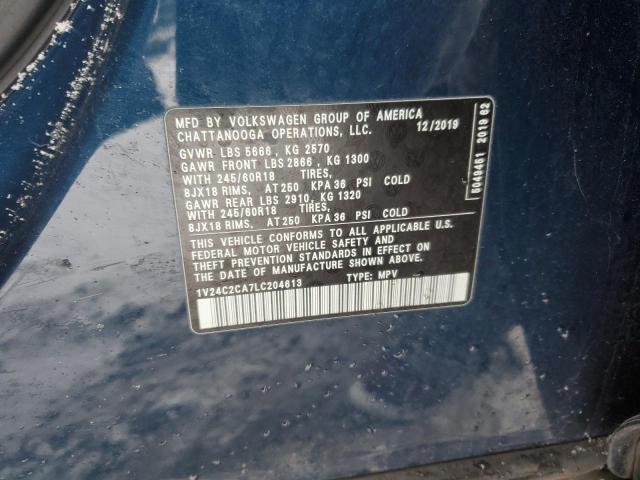 MFD BY VOLKSWAGEN GROUP OF AMERICA
CHATTANOOGA OPERATIONS, LLC. 12/2019
GVWR LBS 5666 , KG 2570
GAWR FRONT LBS 2866 , KG 1300
WITH 245/60R18 TIRES,
8JX18 RIMS, AT 250 KPA 36 PSI COLD
GAWR REAR LBS 2910, KG 1320
WITH 245/60R18 TIRES,
8JX18 RIMS, AT 250 KPA 36 PSI COLD
THIS VEHICLE CONFORMS TO ALL APPLICABLE U.S.
FEDERAL MOTOR VEHICLE SAFETY AND
THEFT PREVENTION STANDARDS IN EFFECT ON
THE DATE OF MANUFACTURE SHOWN ABOVE.
1V24C2CA7LC204613 TYPE: MPV
5049451 2019 62